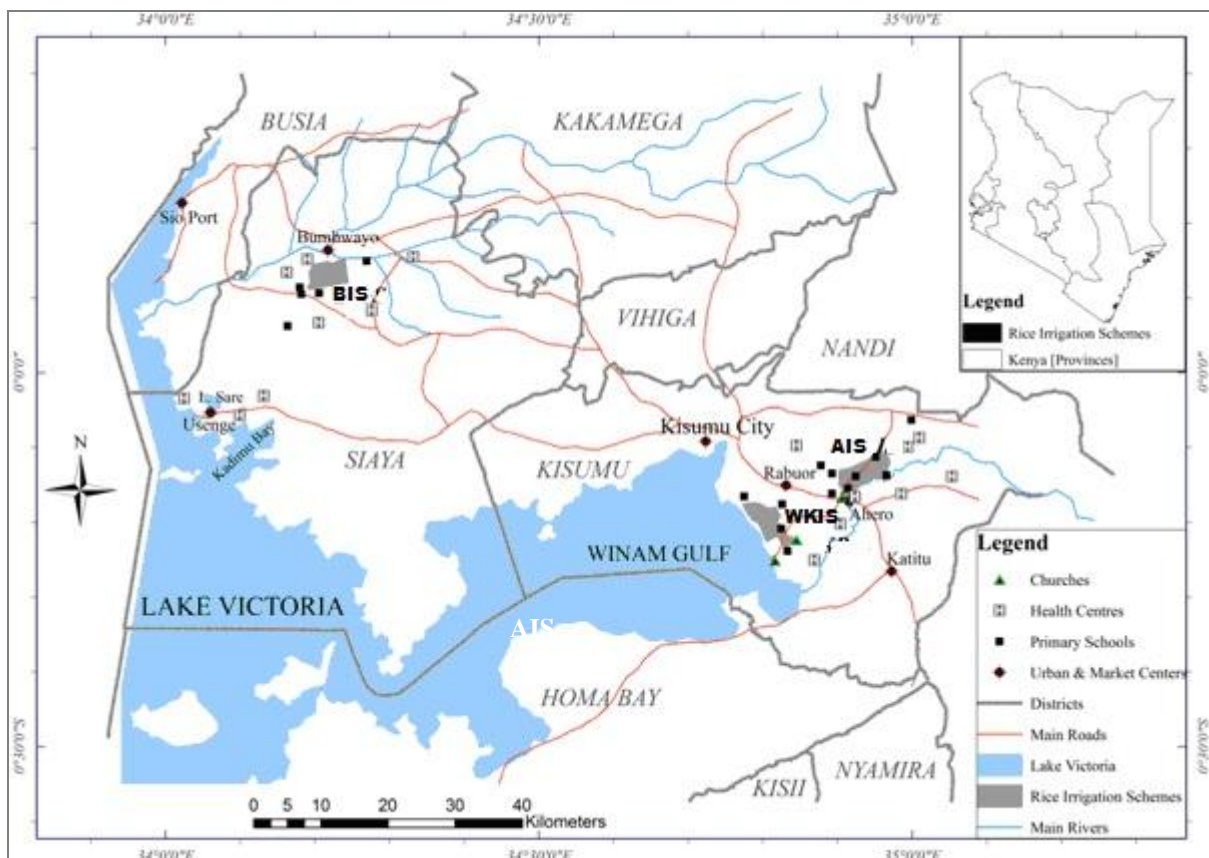 34°0'0"E
34°30'0"E
35°0'0"E
BUSIA
KAKAMEGA
Sio Port
Bumhwayo
BIS
VIHIGA
NANDI
Legend
Rice Irrigation Schemes
Kenya [Provinces]
0°0'0"
0°0'0"
L. Sare
Usenge
Kadimu Bay
N
SIAYA
KISUMU
Kisumu City
AIS
Rabuor
WKIS
Ahero
Katitu
WINAM GULF
LAKE VICTORIA
AIS
HOMA BAY
KISII
NYAMIRA
Legend
Churches
H Health Centres
Primary Schools
Urban & Market Centers
Districts
Main Roads
Lake Victoria
Rice Irrigation Schemes
Main Rivers
0°30'0"S
0°30'0"S
0 5 10 20 30 40
Kilometers
34°0'0"E
34°30'0"E
35°0'0"E